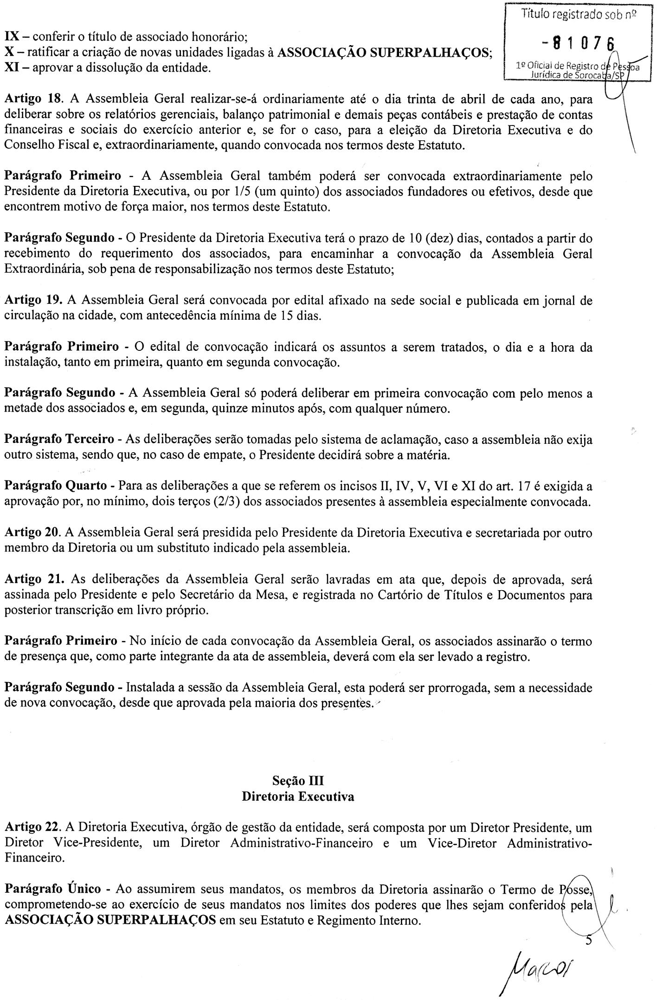 Título registrado sob nº
-81076
1º Oficial de Registro de Pessoa
Jurídica de Sorocaba/SP
IX – conferir o título de associado honorário;
X – ratificar a criação de novas unidades ligadas à ASSOCIAÇÃO SUPERPALHAÇOS;
XI – aprovar a dissolução da entidade.
Artigo 18. A Assembleia Geral realizar-se-á ordinariamente até o dia trinta de abril de cada ano, para
deliberar sobre os relatórios gerenciais, balanço patrimonial e demais peças contábeis e prestação de contas
financeiras e sociais do exercício anterior e, se for o caso, para a eleição da Diretoria Executiva e do
Conselho Fiscal e, extraordinariamente, quando convocada nos termos deste Estatuto.
Parágrafo Primeiro - A Assembleia Geral também poderá ser convocada extraordinariamente pelo
Presidente da Diretoria Executiva, ou por 1/5 (um quinto) dos associados fundadores ou efetivos, desde que
encontrem motivo de força maior, nos termos deste Estatuto.
Parágrafo Segundo - O Presidente da Diretoria Executiva terá o prazo de 10 (dez) dias, contados a partir do
recebimento do requerimento dos associados, para encaminhar a convocação da Assembleia Geral
Extraordinária, sob pena de responsabilização nos termos deste Estatuto;
Artigo 19. A Assembleia Geral será convocada por edital afixado na sede social e publicada em jornal de
circulação na cidade, com antecedência mínima de 15 dias.
Parágrafo Primeiro - O edital de convocação indicará os assuntos a serem tratados, o dia e a hora da
instalação, tanto em primeira, quanto em segunda convocação.
Parágrafo Segundo - A Assembleia Geral só poderá deliberar em primeira convocação com pelo menos a
metade dos associados e, em segunda, quinze minutos após, com qualquer número.
Parágrafo Terceiro - As deliberações serão tomadas pelo sistema de aclamação, caso a assembleia não exija
outro sistema, sendo que, no caso de empate, o Presidente decidirá sobre a matéria.
Parágrafo Quarto - Para as deliberações a que se referem os incisos II, IV, V, VI e XI do art. 17 é exigida a
aprovação por, no mínimo, dois terços (2/3) dos associados presentes à assembleia especialmente convocada.
Artigo 20. A Assembleia Geral será presidida pelo Presidente da Diretoria Executiva e secretariada por outro
membro da Diretoria ou um substituto indicado pela assembleia.
Artigo 21. As deliberações da Assembleia Geral serão lavradas em ata que, depois de aprovada, será
assinada pelo Presidente e pelo Secretário da Mesa, e registrada no Cartório de Títulos e Documentos para
posterior transcrição em livro próprio.
Parágrafo Primeiro - No início de cada convocação da Assembleia Geral, os associados assinarão o termo
de presença que, como parte integrante da ata de assembleia, deverá com ela ser levado a registro.
Parágrafo Segundo - Instalada a sessão da Assembleia Geral, esta poderá ser prorrogada, sem a necessidade
de nova convocação, desde que aprovada pela maioria dos presentes.
Seção III
Diretoria Executiva
Artigo 22. A Diretoria Executiva, órgão de gestão da entidade, será composta por um Diretor Presidente, um
Diretor Vice-Presidente, um Diretor Administrativo-Financeiro e um Vice-Diretor Administrativo-
Financeiro.
Parágrafo Único - Ao assumirem seus mandatos, os membros da Diretoria assinarão o Termo de Posse,
comprometendo-se ao exercício de seus mandatos nos limites dos poderes que lhes sejam conferidos pela
ASSOCIAÇÃO SUPERPALHAÇOS em seu Estatuto e Regimento Interno.
5